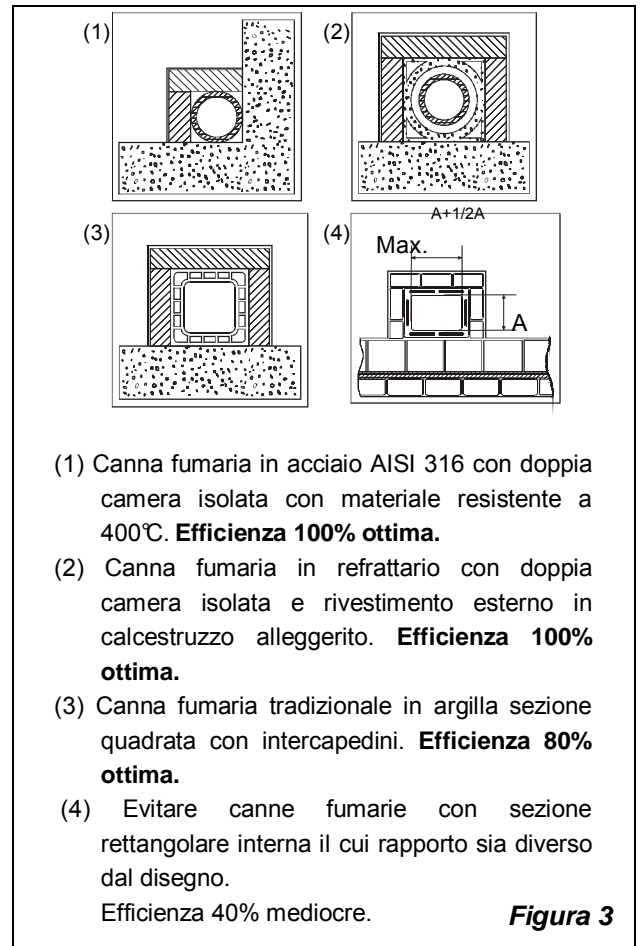 (1)
(2)
(3)
(4)
A+1/2A
Max.
A
(1) Canna fumaria in acciaio AISI 316 con doppia
camera isolata con materiale resistente a
400°C. Efficienza 100% ottima.
(2) Canna fumaria in refrattario con doppia
camera isolata e rivestimento esterno in
calcestruzzo alleggerito. Efficienza 100%
ottima.
(3) Canna fumaria tradizionale in argilla sezione
quadrata con intercapedini. Efficienza 80%
ottima.
(4) Evitare canne fumarie con sezione
rettangolare interna il cui rapporto sia diverso
dal disegno.
Efficienza 40% mediocre.
Figura 3